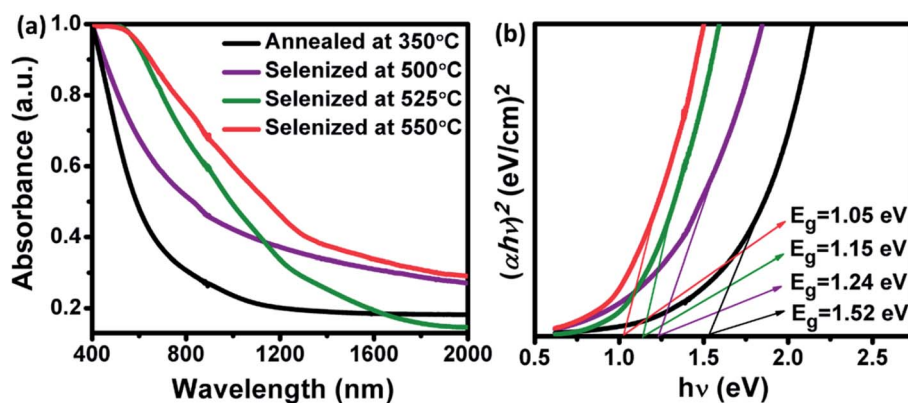 (a)
Annealed at 350°C
Selenized at 500°C
Selenized at 525°C
Selenized at 550°C
Absorbance (a.u.)
1.0
0.8
0.6
0.4
0.2
400 800 1200 1600 2000
Wavelength (nm)
(b)
(αhν)² (eV/cm)²
Eg=1.05 eV
Eg=1.15 eV
Eg=1.24 eV
Eg=1.52 eV
0.5 1.0 1.5 2.0 2.5
hν (eV)